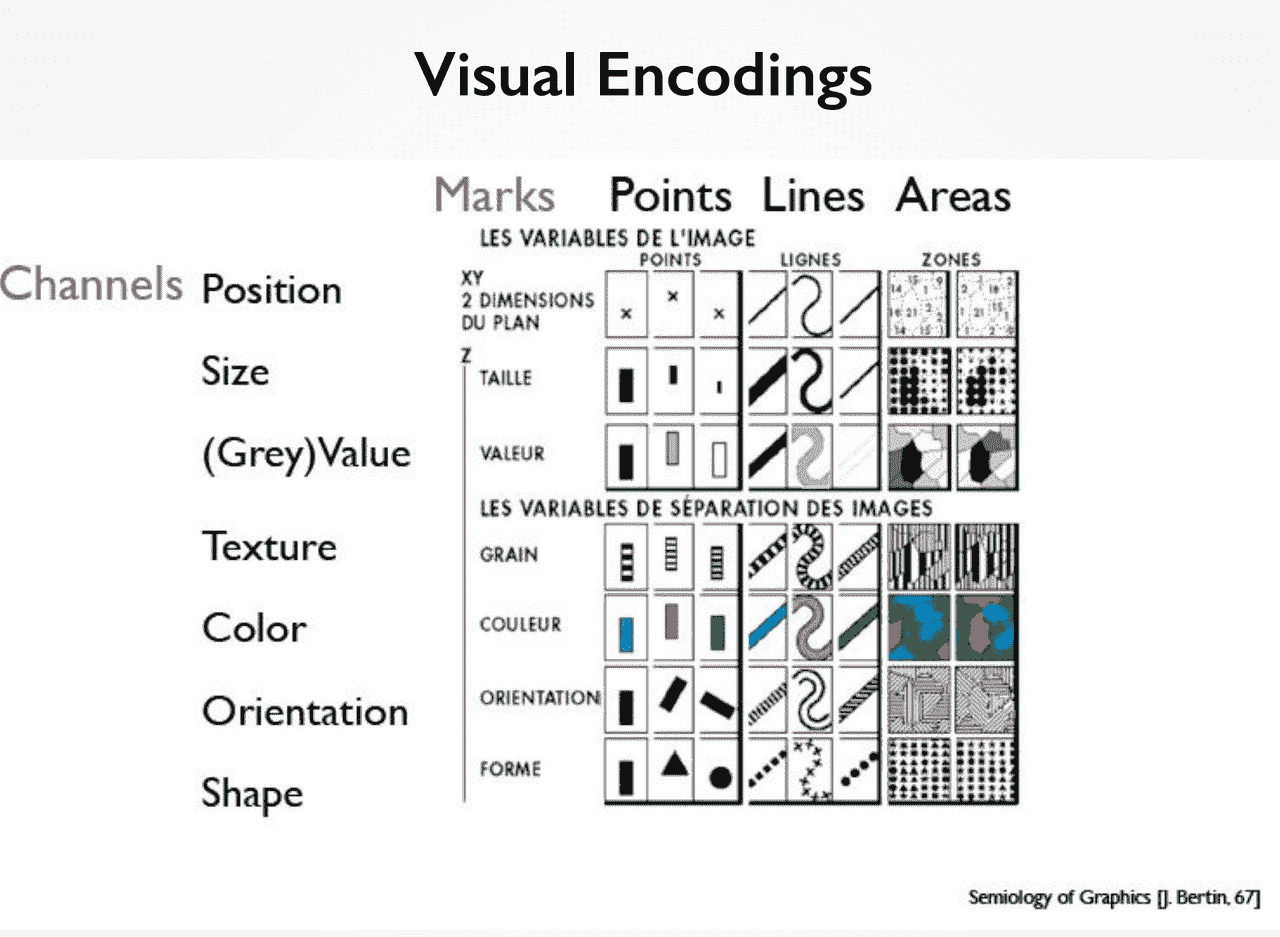 Visual Encodings
Marks Points Lines Areas
LES VARIABLES DE L'IMAGE
POINTS LIGNES ZONES
Channels Position
XY
2 DIMENSIONS
DU PLAN
Z
Size TAILLE
(Grey)Value VALEUR
LES VARIABLES DE SÉPARATION DES IMAGES
Texture GRAIN
Color COULEUR
Orientation ORIENTATION
Shape FORME
Semiology of Graphics [J. Bertin, 67]